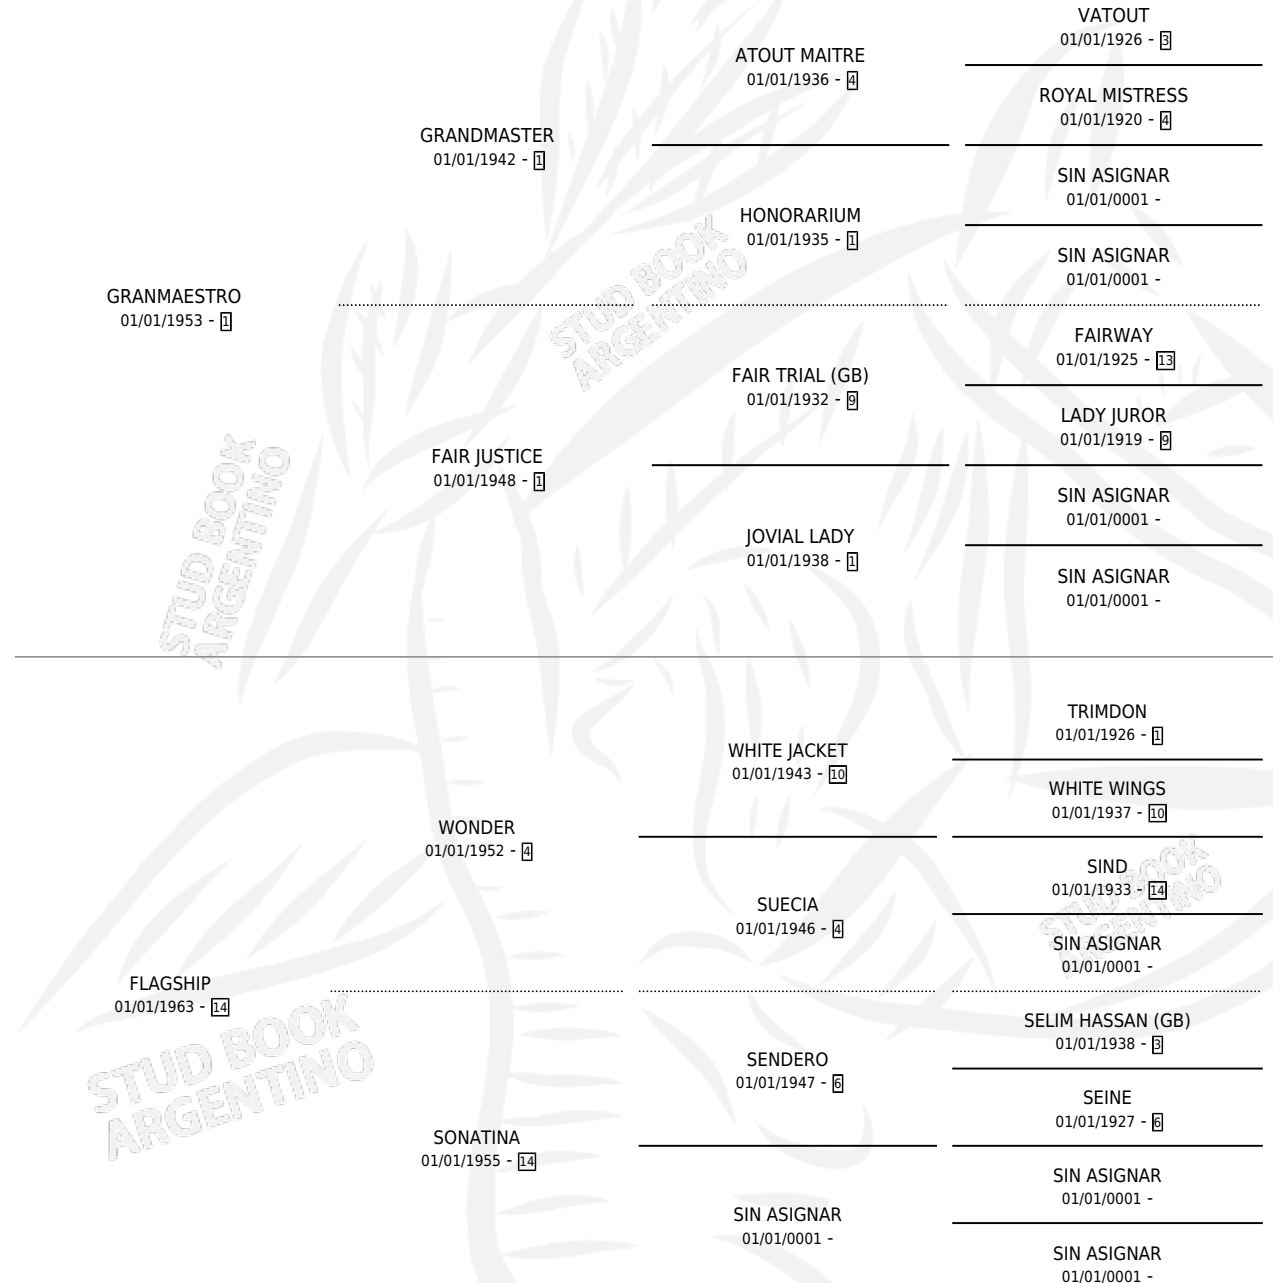 VATOUT
01/01/1926 - 3
ATOUT MAITRE
01/01/1936 - 4
ROYAL MISTRESS
01/01/1920 - 4
GRANDMASTER
01/01/1942 - 1
SIN ASIGNAR
01/01/0001 -
HONORARIUM
01/01/1935 - 1
SIN ASIGNAR
01/01/0001 -
GRANMAESTRO
01/01/1953 - 1
FAIRWAY
01/01/1925 - 13
FAIR TRIAL (GB)
01/01/1932 - 9
LADY JUROR
01/01/1919 - 9
FAIR JUSTICE
01/01/1948 - 1
SIN ASIGNAR
01/01/0001 -
JOVIAL LADY
01/01/1938 - 1
SIN ASIGNAR
01/01/0001 -
TRIMDON
01/01/1926 - 1
WHITE JACKET
01/01/1943 - 10
WHITE WINGS
01/01/1937 - 10
WONDER
01/01/1952 - 4
SIND
01/01/1933 - 14
SUECIA
01/01/1946 - 4
SIN ASIGNAR
01/01/0001 -
FLAGSHIP
01/01/1963 - 14
SELIM HASSAN (GB)
01/01/1938 - 3
SENDERO
01/01/1947 - 6
SEINE
01/01/1927 - 6
SONATINA
01/01/1955 - 14
SIN ASIGNAR
01/01/0001 -
SIN ASIGNAR
01/01/0001 -
SIN ASIGNAR
01/01/0001 -
STUD BOOK
ARGENTINO
STUD BOOK
ARGENTINO
STUD BOOK
ARGENTINO
STUD BOOK
ARGENTINO